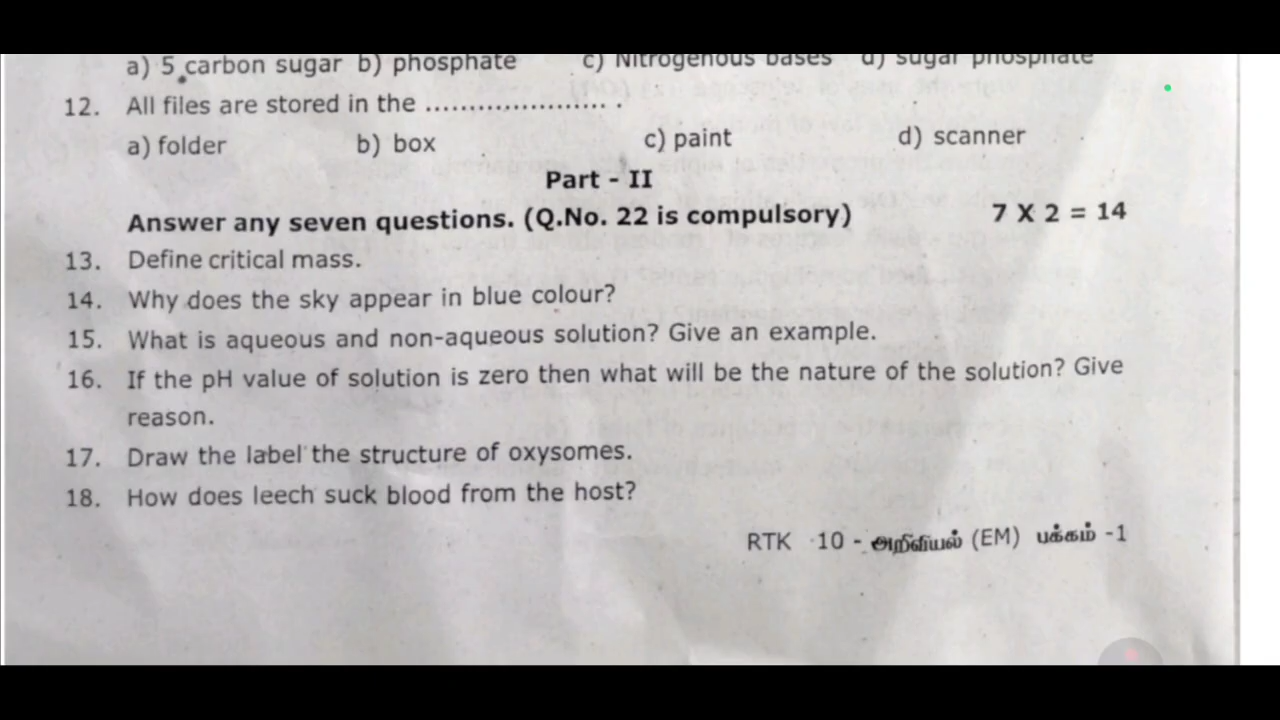 a) 5 carbon sugar b) phosphate c) Nitrogenous bases d) sugar phosphate
12. All files are stored in the ......................
a) folder b) box c) paint d) scanner
Part - II
Answer any seven questions. (Q.No. 22 is compulsory) 7 X 2 = 14
13. Define critical mass.
14. Why does the sky appear in blue colour?
15. What is aqueous and non-aqueous solution? Give an example.
16. If the pH value of solution is zero then what will be the nature of the solution? Give
reason.
17. Draw the label the structure of oxysomes.
18. How does leech suck blood from the host?
RTK 10 - அறிவியல் (EM) பக்கம் -1